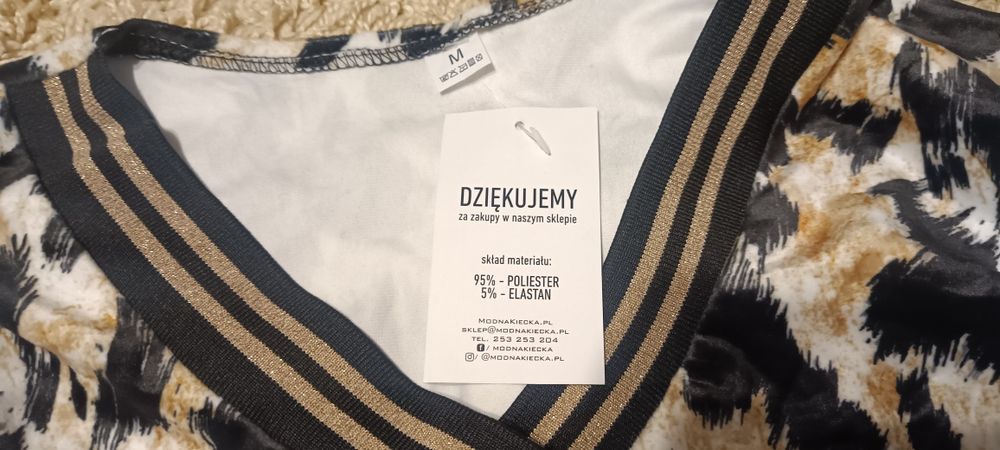 M
DZIĘKUJEMY
za zakupy w naszym sklepie
skład materiału:
95% - POLIESTER
5% - ELASTAN
ModnaKiecka.pl
sklep@modnakiecka.pl
tel. 253 253 204
/ modnakiecka
/ @modnakiecka.pl